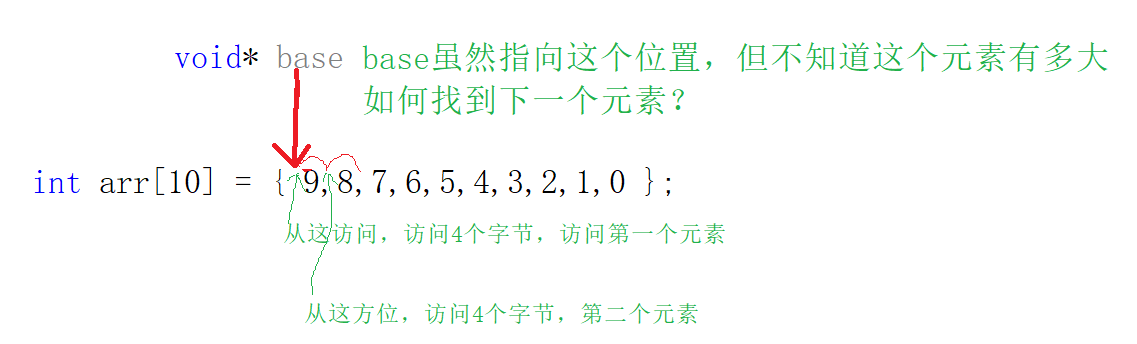 void* base base虽然指向这个位置，但不知道这个元素有多大
如何找到下一个元素？
int arr[10] = { 9,8,7,6,5,4,3,2,1,0 };
从这访问，访问4个字节，访问第一个元素
从这方位，访问4个字节，第二个元素